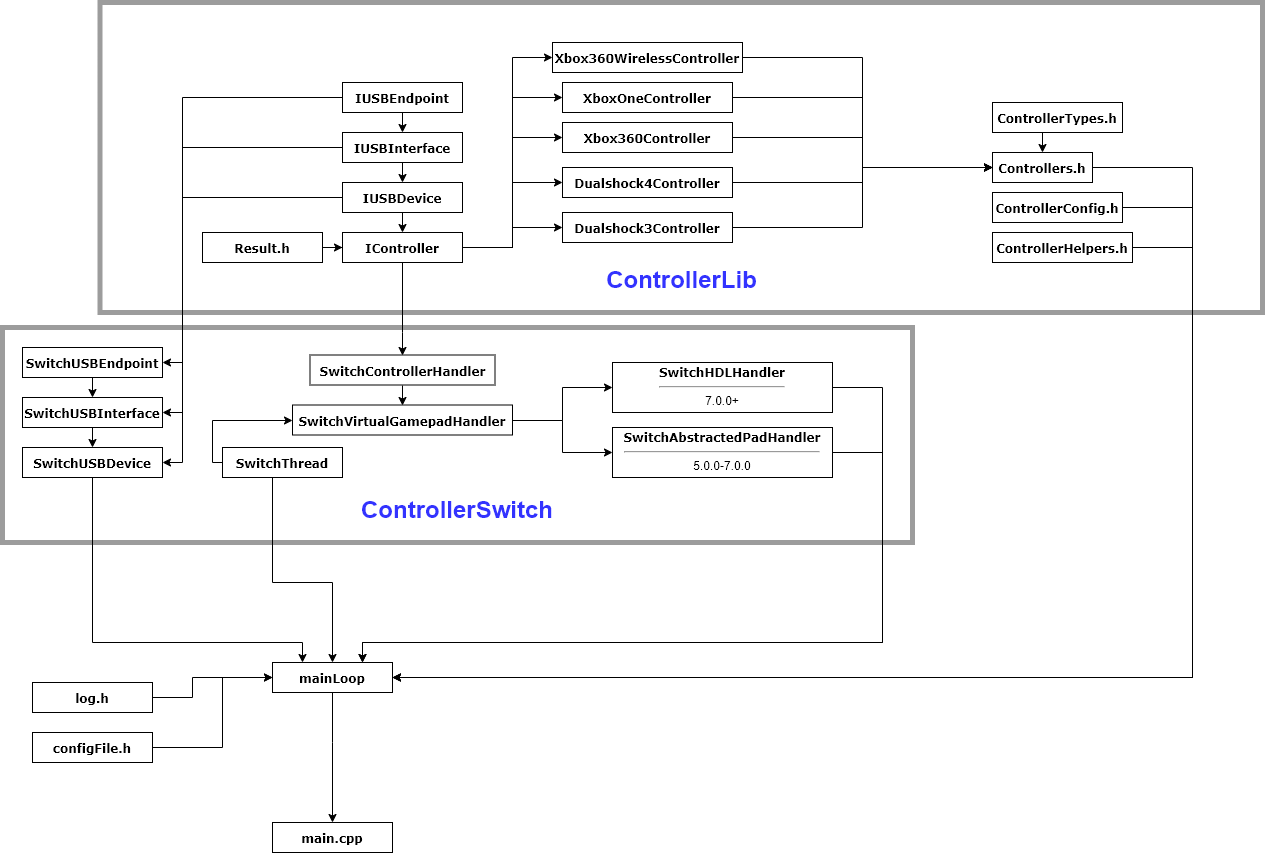 Xbox360WirelessController
IUSBEndpoint
XboxOneController
ControllerTypes.h
Xbox360Controller
IUSBInterface
Controllers.h
Dualshock4Controller
IUSBDevice
ControllerConfig.h
Dualshock3Controller
Result.h
IController
ControllerHelpers.h
ControllerLib
SwitchUSBEndpoint
SwitchControllerHandler
SwitchHDLHandler
7.0.0+
SwitchUSBInterface
SwitchVirtualGamepadHandler
SwitchAbstractedPadHandler
5.0.0-7.0.0
SwitchUSBDevice
SwitchThread
ControllerSwitch
mainLoop
log.h
configFile.h
main.cpp